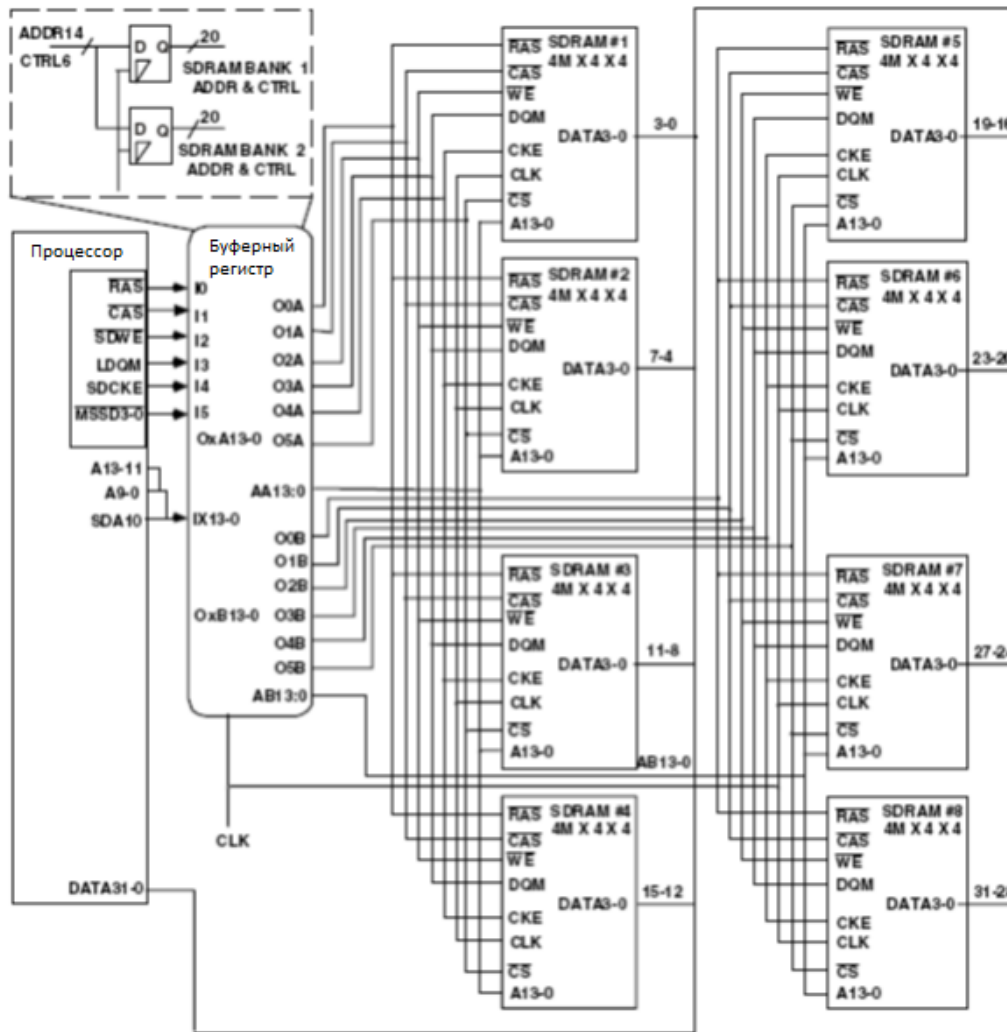 ADDR14
CTRL6
D Q
20
SDRAM BANK 1
ADDR & CTRL
D Q
20
SDRAM BANK 2
ADDR & CTRL
Процессор
RAS
CAS
SDWE
LDQM
SDCKE
MSSD3-0
A13-11
A9-0
SDA10
DATA31-0
Буферный
регистр
I0
I1
I2
I3
I4
I5
IX13-0
OxA13-0
OxB13-0
O0A
O1A
O2A
O3A
O4A
O5A
AA13:0
O0B
O1B
O2B
O3B
O4B
O5B
AB13:0
CLK
RAS SDRAM #1
4M X 4 X 4
CAS
WE
DQM
DATA3-0
CKE
CLK
CS
A13-0
3-0
RAS SDRAM #2
4M X 4 X 4
CAS
WE
DQM
DATA3-0
CKE
CLK
CS
A13-0
7-4
RAS SDRAM #3
4M X 4 X 4
CAS
WE
DQM
DATA3-0
CKE
CLK
CS
A13-0
11-8
AB13-0
RAS SDRAM #4
4M X 4 X 4
CAS
WE
DQM
DATA3-0
CKE
CLK
CS
A13-0
15-12
RAS SDRAM #5
4M X 4 X 4
CAS
WE
DQM
DATA3-0
CKE
CLK
CS
A13-0
RAS SDRAM #6
4M X 4 X 4
CAS
WE
DQM
DATA3-0
CKE
CLK
CS
A13-0
RAS SDRAM #7
4M X 4 X 4
CAS
WE
DQM
DATA3-0
CKE
CLK
CS
A13-0
RAS SDRAM #8
4M X 4 X 4
CAS
WE
DQM
DATA3-0
CKE
CLK
CS
A13-0